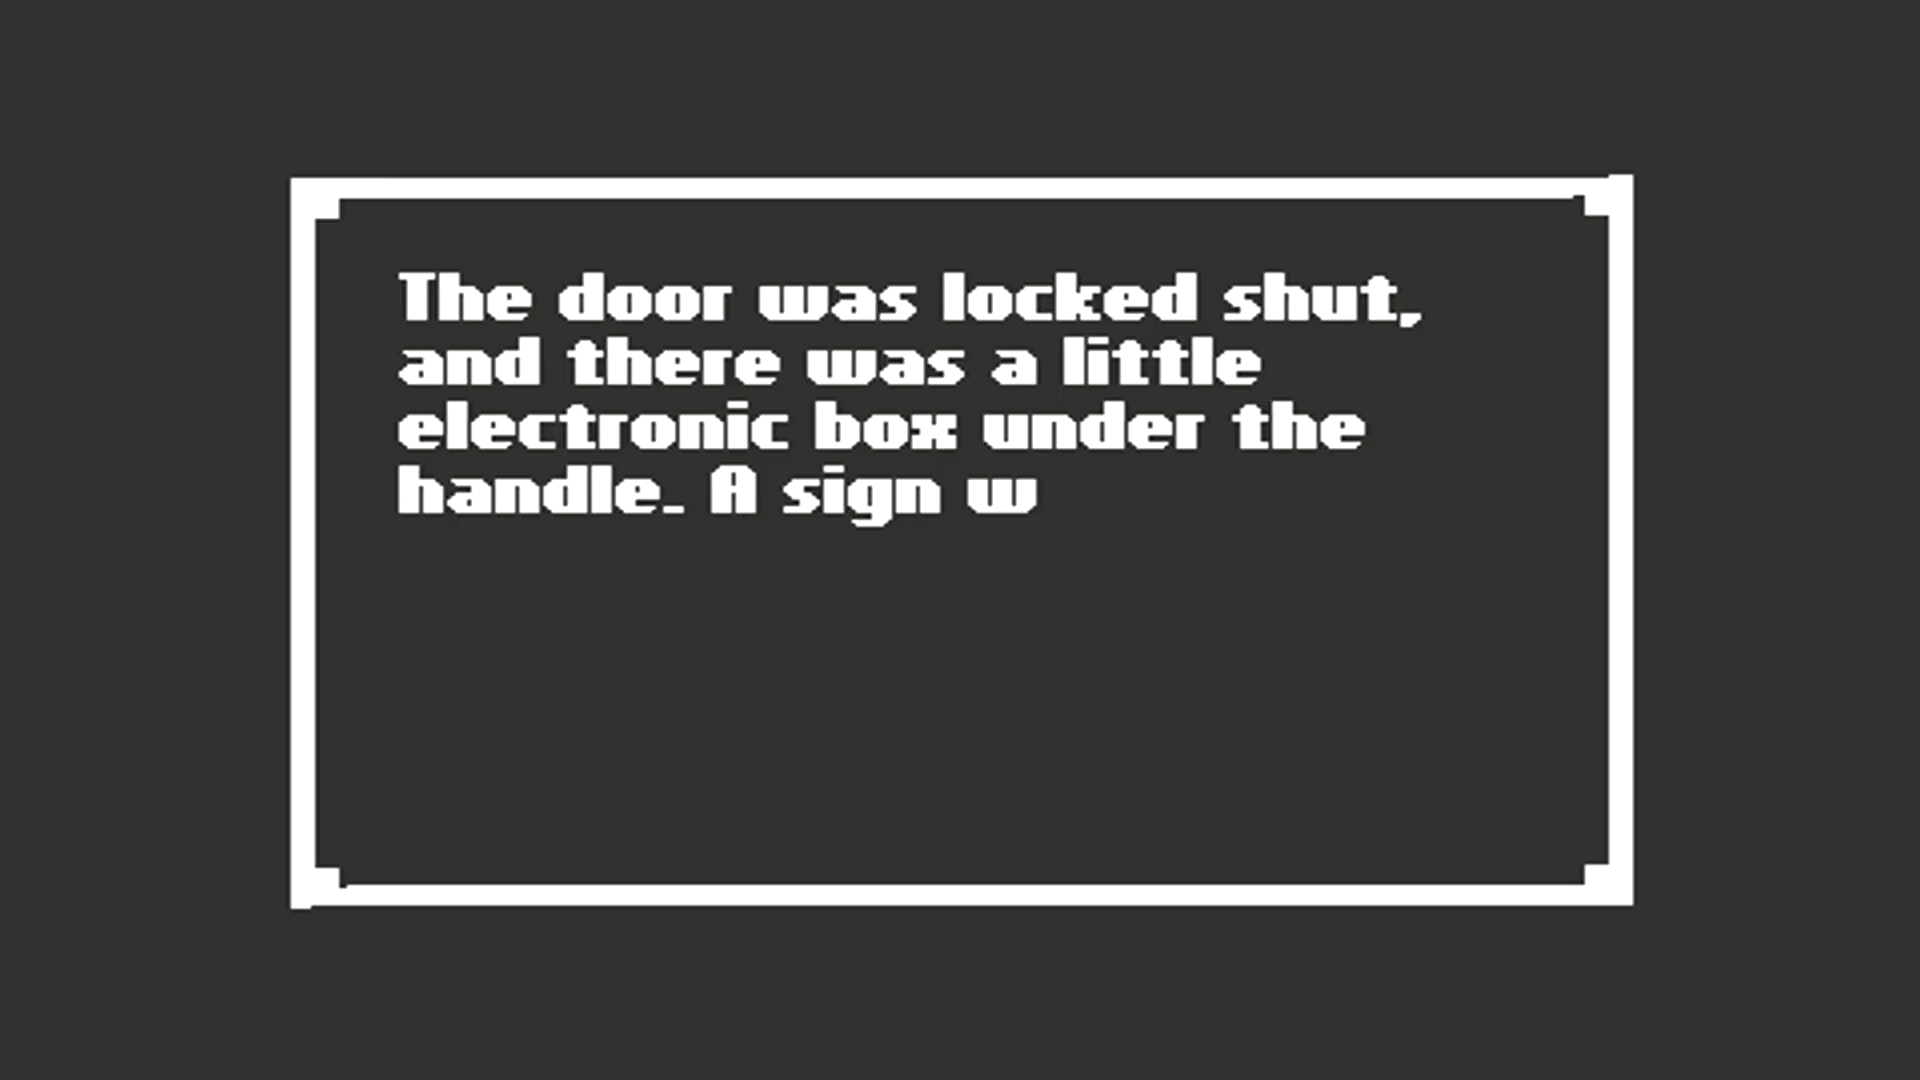 The door was locked shut,
and there was a little
electronic box under the
handle. A sign w